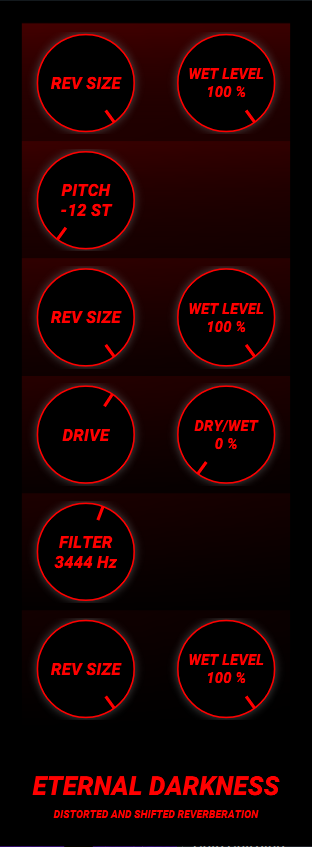 REV SIZE
WET LEVEL
100 %
PITCH
-12 ST
REV SIZE
WET LEVEL
100 %
DRIVE
DRY/WET
0 %
FILTER
3444 Hz
REV SIZE
WET LEVEL
100 %
ETERNAL DARKNESS
DISTORTED AND SHIFTED REVERBERATION